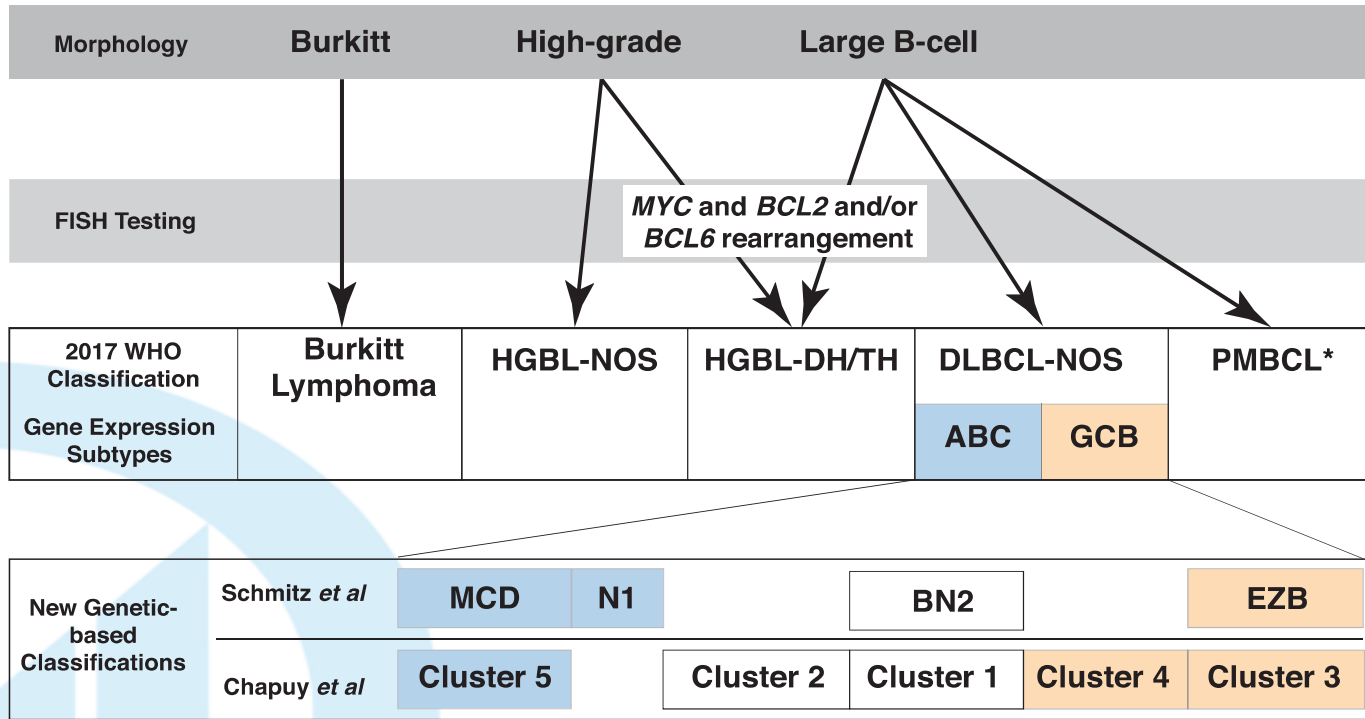 Morphology Burkitt High-grade Large B-cell
FISH Testing
MYC and BCL2 and/or
BCL6 rearrangement
2017 WHO
Classification
Gene Expression
Subtypes
Burkitt
Lymphoma
HGBL-NOS
HGBL-DH/TH
DLBCL-NOS
ABC GCB
PMBCL*
New Genetic-
based
Classifications
Schmitz et al MCD N1 BN2 EZB
Chapuy et al Cluster 5 Cluster 2 Cluster 1 Cluster 4 Cluster 3